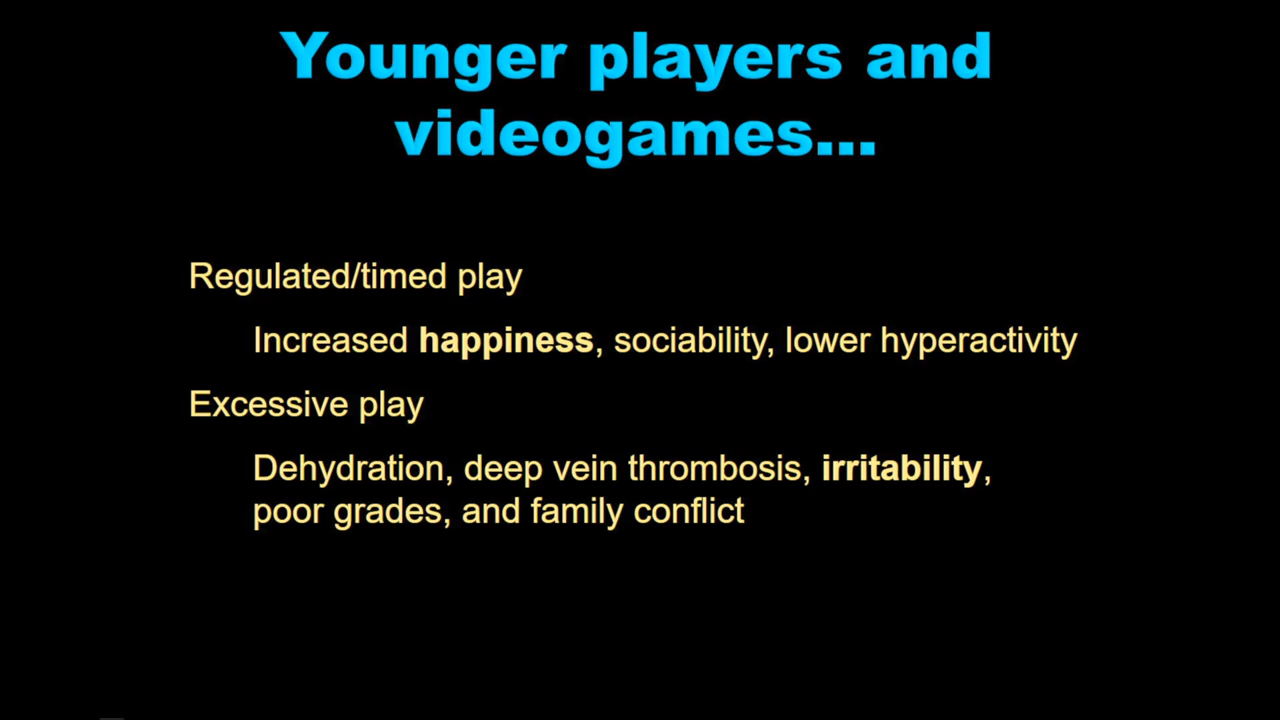 Younger players and
videogames...
Regulated/timed play
Increased happiness, sociability, lower hyperactivity
Excessive play
Dehydration, deep vein thrombosis, irritability,
poor grades, and family conflict